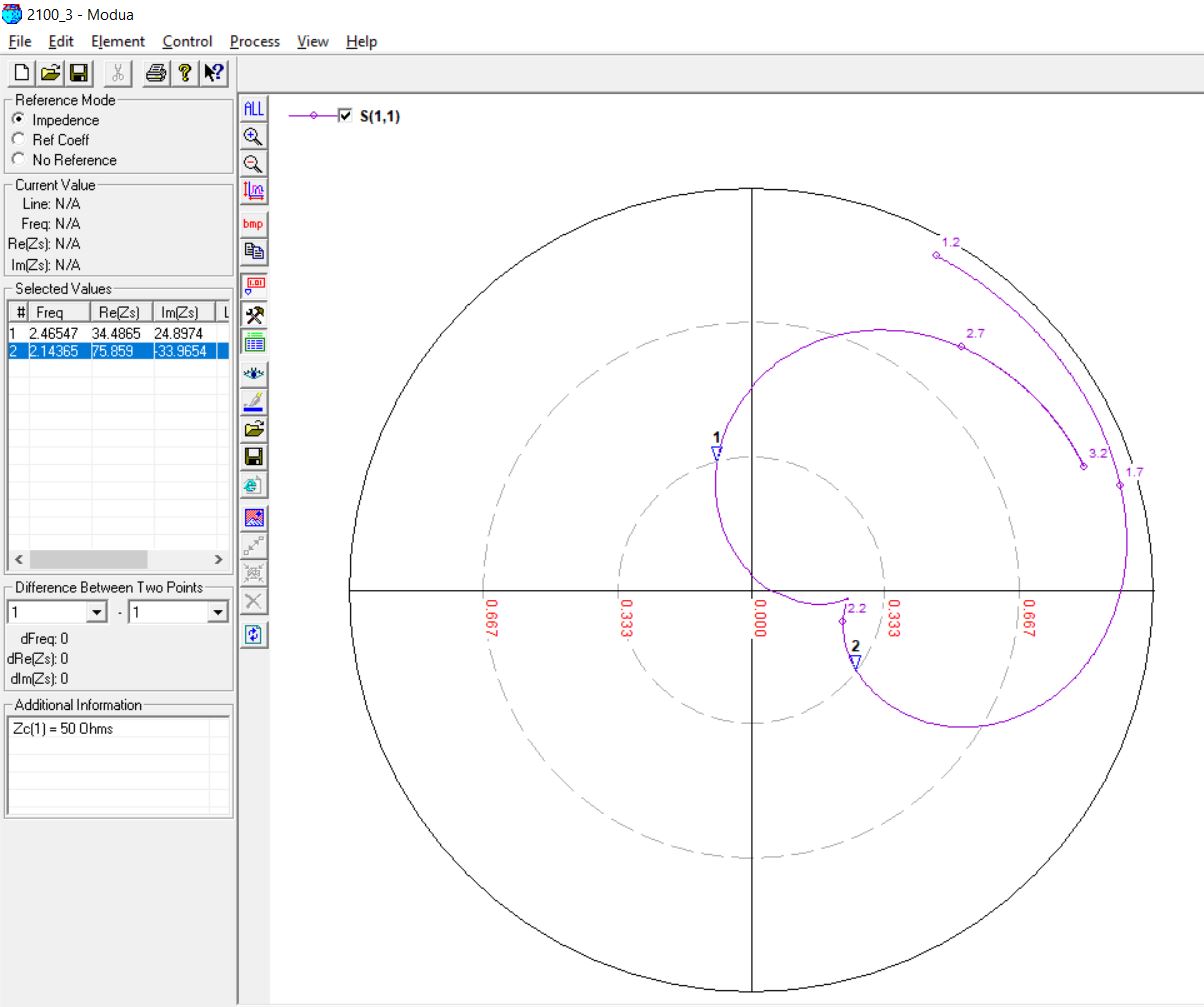 2100_3 - Modua
File Edit Element Control Process View Help
Reference Mode
Impedence
Ref Coeff
No Reference
Current Value
Line: N/A
Freq: N/A
Re(Zs): N/A
Im(Zs): N/A
Selected Values
# Freq Re(Zs) Im(Zs) L
1 2.46547 34.4865 24.8974
2 2.14365 75.859 -33.9654
Difference Between Two Points
1 - 1
dFreq: 0
dRe(Zs): 0
dIm(Zs): 0
Additional Information
Zc(1) = 50 Ohms
ALL
bmp
1.01
S(1,1)
1.2
2.7
1
3.2
1.7
0.667 0.333 0.000 0.333 0.667
2.2
2